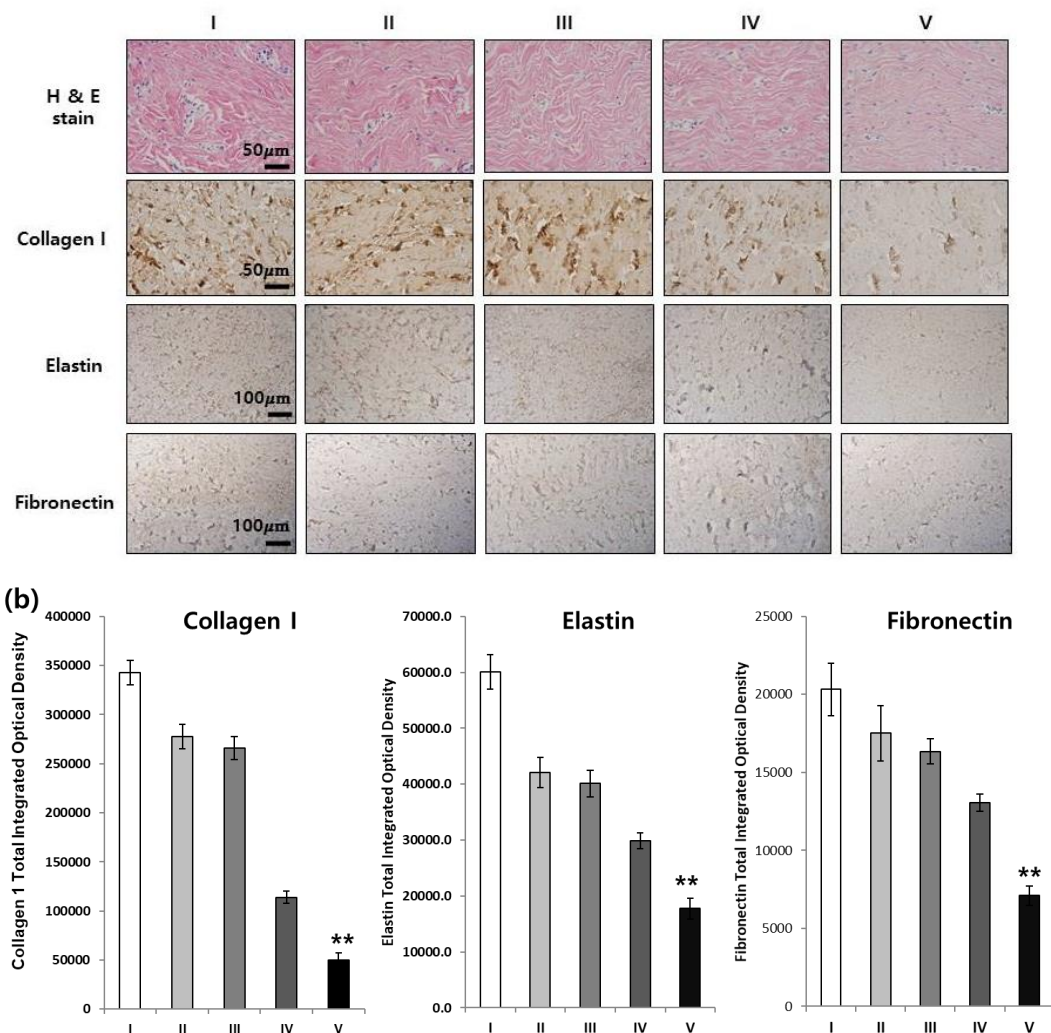 I II III IV V
H & E
stain
50μm
Collagen I
50μm
Elastin
100μm
Fibronectin
100μm
(b)
Collagen I
Collagen 1 Total Integrated Optical Density
400000
350000
300000
250000
200000
150000
100000
50000
0
**
I II III IV V
Elastin
Elastin Total Integrated Optical Density
70000.0
60000.0
50000.0
40000.0
30000.0
20000.0
10000.0
0.0
**
I II III IV V
Fibronectin
Fibronectin Total Integrated Optical Density
25000
20000
15000
10000
5000
0
**
I II III IV V